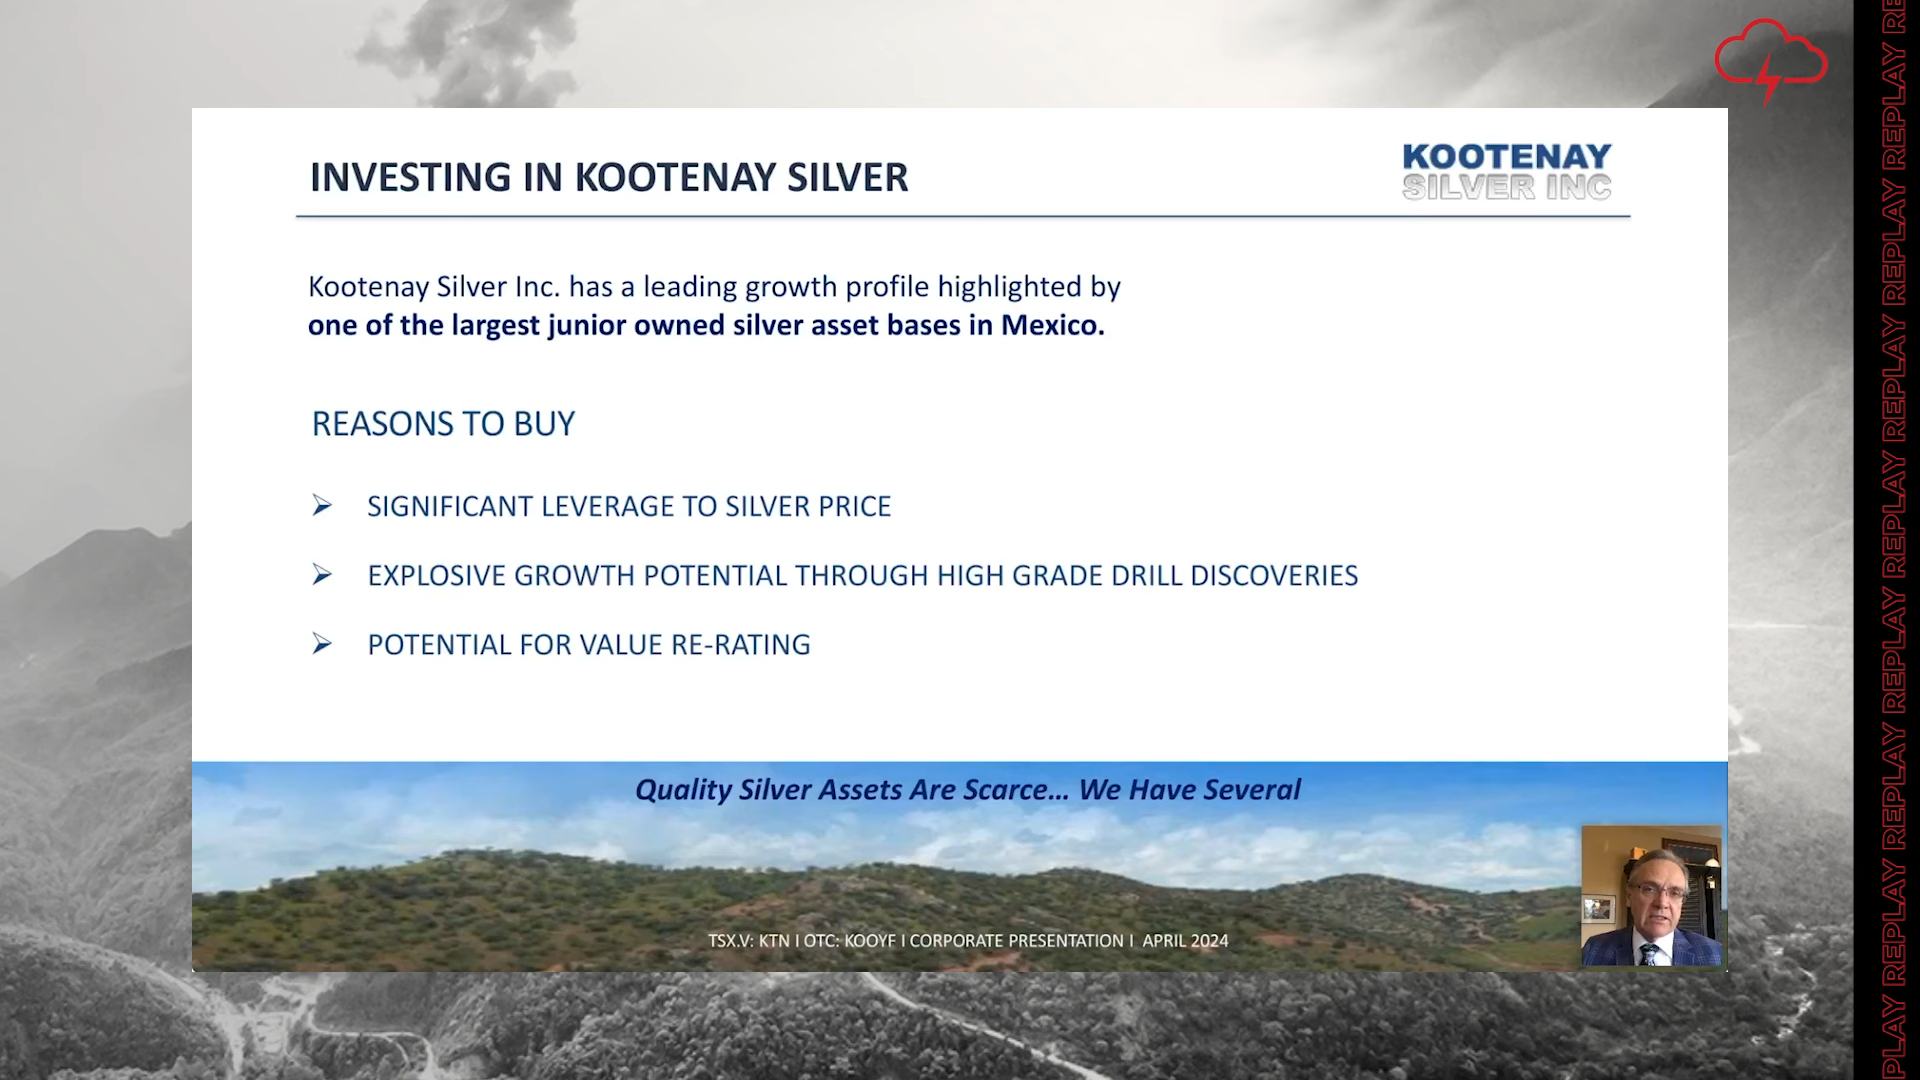 INVESTING IN KOOTENAY SILVER
KOOTENAY
SILVER INC
Kootenay Silver Inc. has a leading growth profile highlighted by
one of the largest junior owned silver asset bases in Mexico.
REASONS TO BUY
➢ SIGNIFICANT LEVERAGE TO SILVER PRICE
➢ EXPLOSIVE GROWTH POTENTIAL THROUGH HIGH GRADE DRILL DISCOVERIES
➢ POTENTIAL FOR VALUE RE-RATING
Quality Silver Assets Are Scarce... We Have Several
TSX.V: KTN I OTC: KOOYF I CORPORATE PRESENTATION I APRIL 2024
PLAY REPLAY REPLAY REPLAY REPLAY REPLAY REPLAY REPLAY RE